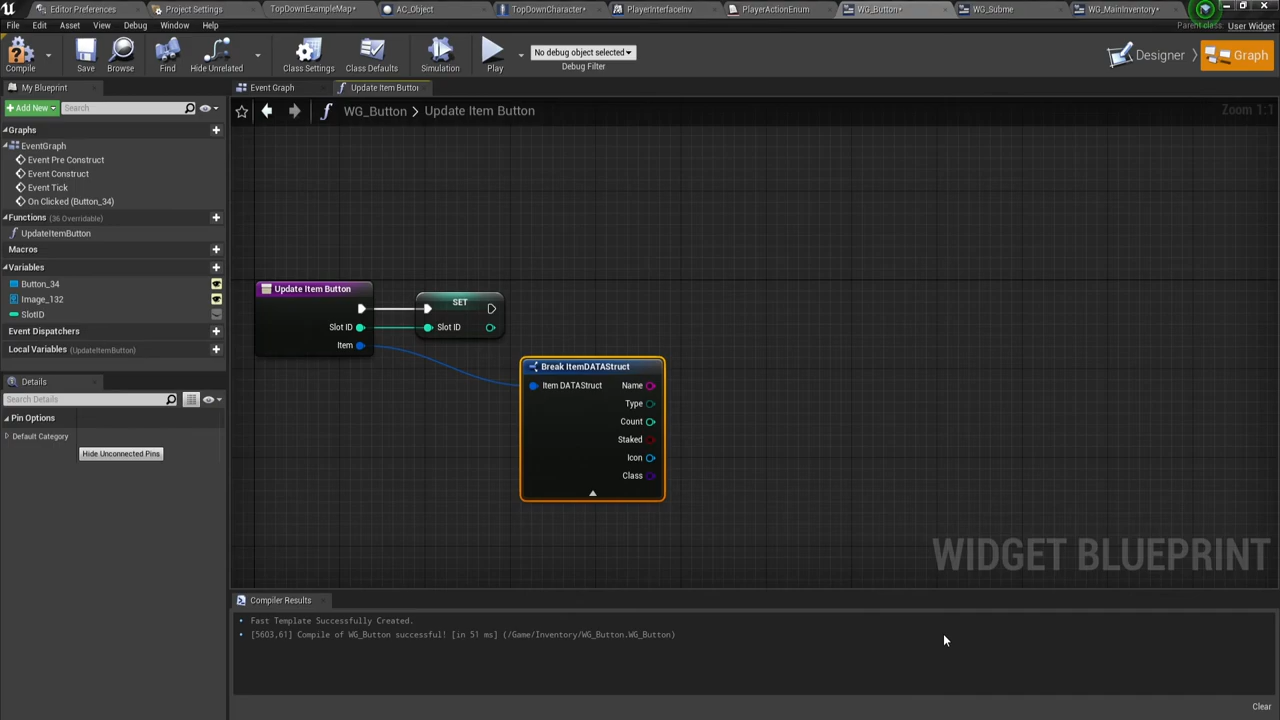 Editor Preferences
Project Settings
TopDownExampleMap*
AC_Object
TopDownCharacter*
PlayerInterfaceInv
PlayerActionEnum
WG_Button*
WG_Subme
WG_MainInventory*
Parent class:
User Widget
File
Edit
Asset
View
Debug
Window
Help
Compile
Save
Browse
Find
Hide Unrelated
Class Settings
Class Defaults
Simulation
Play
No debug object selected
Debug Filter
Designer
Graph
My Blueprint
Event Graph
Update Item Button
+Add New
Search
WG_Button > Update Item Button
Zoom 1:1
Graphs
EventGraph
Event Pre Construct
Event Construct
Event Tick
On Clicked (Button_34)
Functions (36 Overridable)
UpdateItemButton
Macros
Variables
Button_34
Image_132
SlotID
Event Dispatchers
Local Variables (UpdateItemButton)
Details
Search Details
Pin Options
Default Category
Hide Unconnected Pins
Update Item Button
Slot ID
Item
SET
Slot ID
Break ItemDATAStruct
Item DATAStruct
Name
Type
Count
Staked
Icon
Class
WIDGET BLUEPRINT
Compiler Results
Fast Template Successfully Created.
[5603,61] Compile of WG_Button successful! [in 51 ms] (/Game/Inventory/WG_Button.WG_Button)
Clear